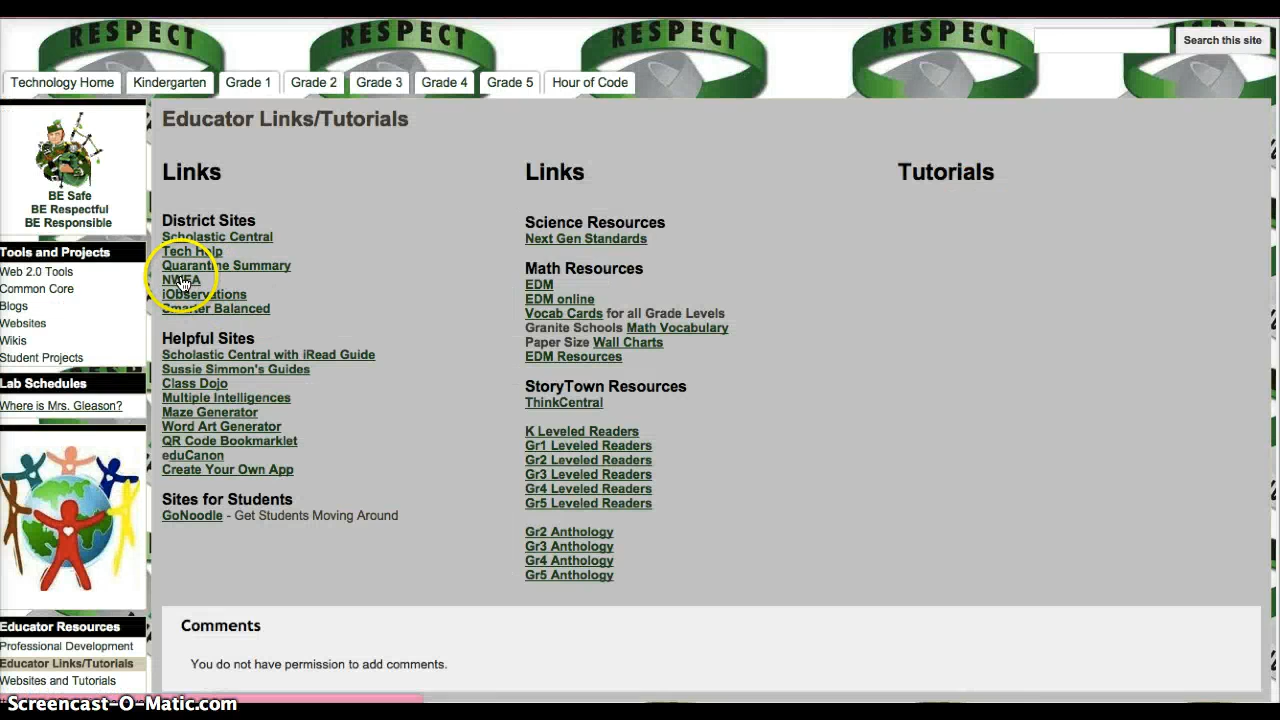 RESPECT
RESPECT
RESPECT
RESPECT
Search this site
Technology Home
Kindergarten
Grade 1
Grade 2
Grade 3
Grade 4
Grade 5
Hour of Code
BE Safe
BE Respectful
BE Responsible
Tools and Projects
Web 2.0 Tools
Common Core
Blogs
Websites
Wikis
Student Projects
Lab Schedules
Where is Mrs. Gleason?
Educator Resources
Professional Development
Educator Links/Tutorials
Websites and Tutorials
Educator Links/Tutorials
Links
District Sites
Scholastic Central
Tech Help
Quarantine Summary
NWEA
iObservations
Smarter Balanced
Helpful Sites
Scholastic Central with iRead Guide
Sussie Simmon's Guides
Class Dojo
Multiple Intelligences
Maze Generator
Word Art Generator
QR Code Bookmarklet
eduCanon
Create Your Own App
Sites for Students
GoNoodle - Get Students Moving Around
Links
Science Resources
Next Gen Standards
Math Resources
EDM
EDM online
Vocab Cards for all Grade Levels
Granite Schools Math Vocabulary
Paper Size Wall Charts
EDM Resources
StoryTown Resources
ThinkCentral
K Leveled Readers
Gr1 Leveled Readers
Gr2 Leveled Readers
Gr3 Leveled Readers
Gr4 Leveled Readers
Gr5 Leveled Readers
Gr2 Anthology
Gr3 Anthology
Gr4 Anthology
Gr5 Anthology
Tutorials
Comments
You do not have permission to add comments.
Screencast-O-Matic.com